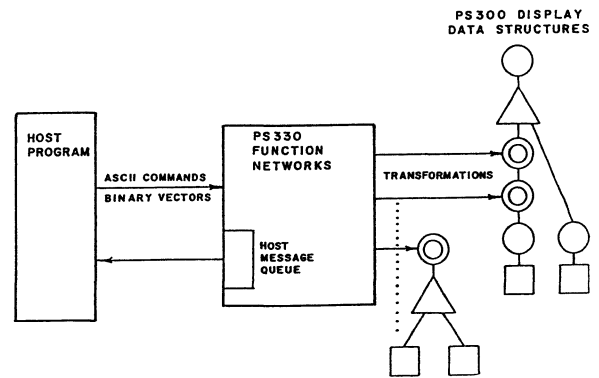 PS300 DISPLAY
DATA STRUCTURES
HOST
PROGRAM
ASCII COMMANDS
BINARY VECTORS
PS330
FUNCTION
NETWORKS
HOST
MESSAGE
QUEUE
TRANSFORMATIONS